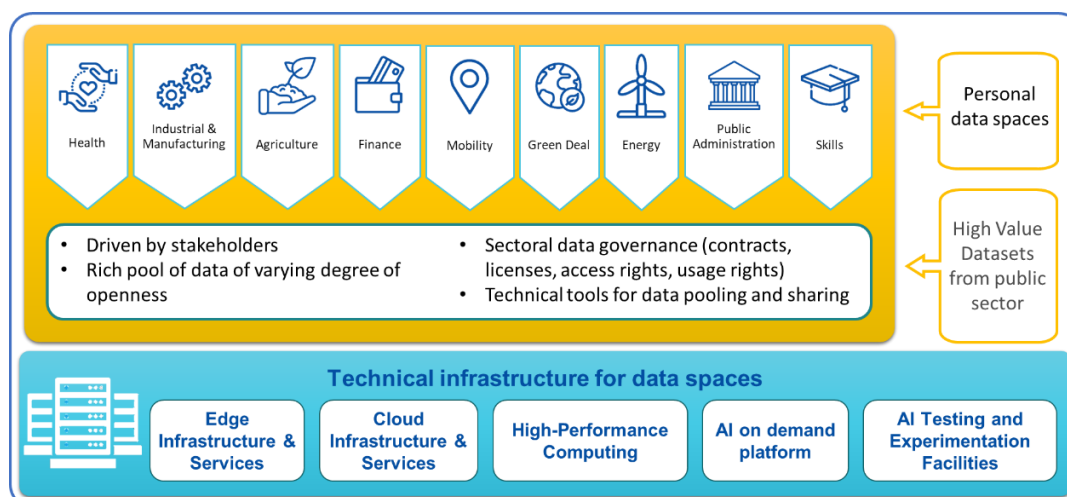 Health
Industrial &
Manufacturing
Agriculture
Finance
Mobility
Green Deal
Energy
Public
Administration
Skills
Personal
data spaces
• Driven by stakeholders
• Rich pool of data of varying degree of
openness
• Sectoral data governance (contracts,
licenses, access rights, usage rights)
• Technical tools for data pooling and sharing
High Value
Datasets
from public
sector
Technical infrastructure for data spaces
Edge
Infrastructure &
Services
Cloud
Infrastructure &
Services
High-Performance
Computing
AI on demand
platform
AI Testing and
Experimentation
Facilities